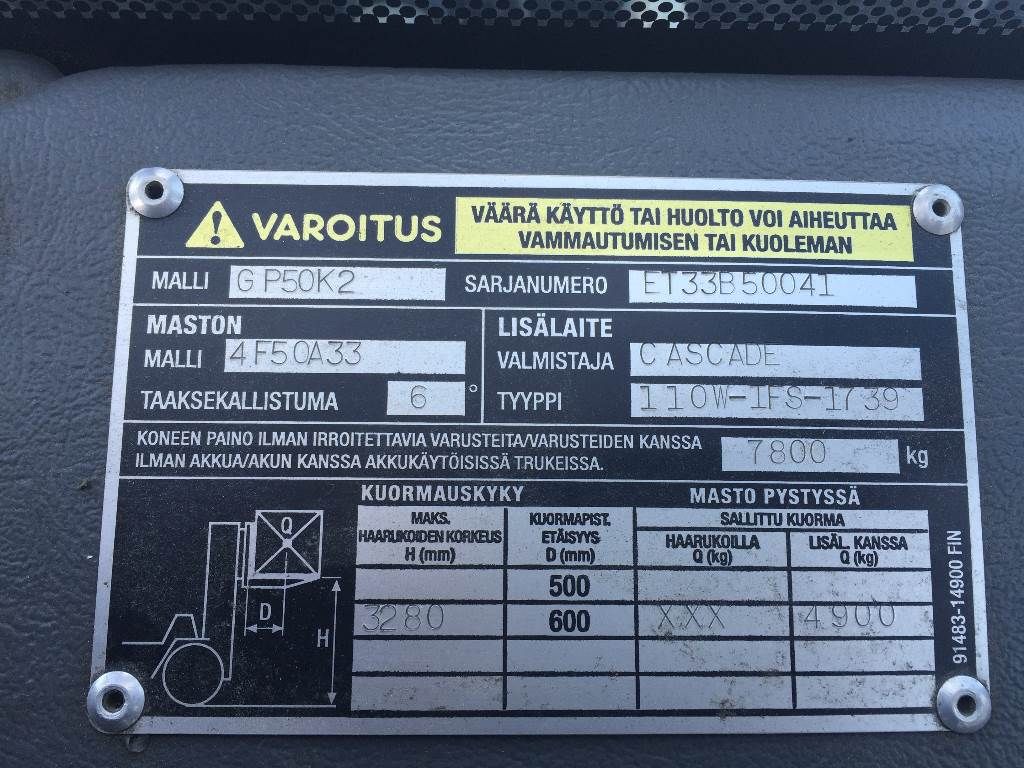 VAROITUS
VÄÄRÄ KÄYTTÖ TAI HUOLTO VOI AIHEUTTAA
VAMMAUTUMISEN TAI KUOLEMAN
MALLI GP50K2 SARJANUMERO ET33B50041
MASTON
MALLI 4F50A33
TAAKSEKALLISTUMA 6 °
LISÄLAITE
VALMISTAJA CASCADE
TYYPPI 110W-IFS-1739
KONEEN PAINO ILMAN IRROITETTAVIA VARUSTEITA/VARUSTEIDEN KANSSA
ILMAN AKKUA/AKUN KANSSA AKKUKÄYTÖISISSÄ TRUKEISSA.
7800 kg
KUORMAUSKYKY MASTO PYSTYSSÄ
MAKS.
HAARUKOIDEN KORKEUS
H (mm)
KUORMAPIST.
ETÄISYYS
D (mm)
SALLITTU KUORMA
HAARUKOILLA
Q (kg)
LISÄL. KANSSA
Q (kg)
500
3280 600 XXX 4900
Q
D
H
91483-14900 FIN